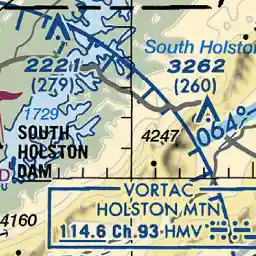 South Holston
2221
(279)
3262
(260)
1729
064°
SOUTH
HOLSTON
DAM
4247
VORTAC
HOLSTON MTN
114.6 Ch 93 HMV
4160